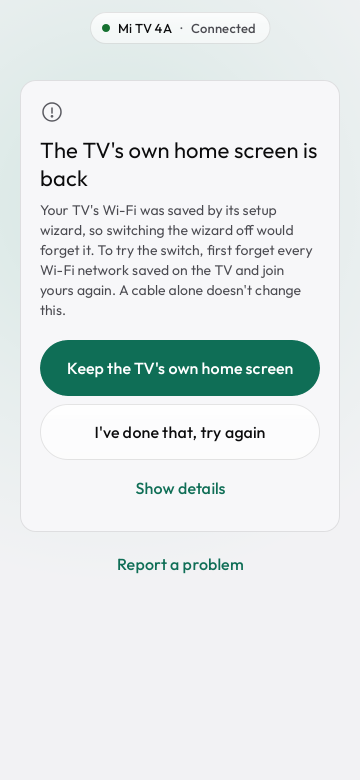 Mi TV 4A · Connected
The TV's own home screen is
back
Your TV's Wi-Fi was saved by its setup
wizard, so switching the wizard off would
forget it. To try the switch, first forget every
Wi-Fi network saved on the TV and join
yours again. A cable alone doesn't change
this.
Keep the TV's own home screen
I've done that, try again
Show details
Report a problem